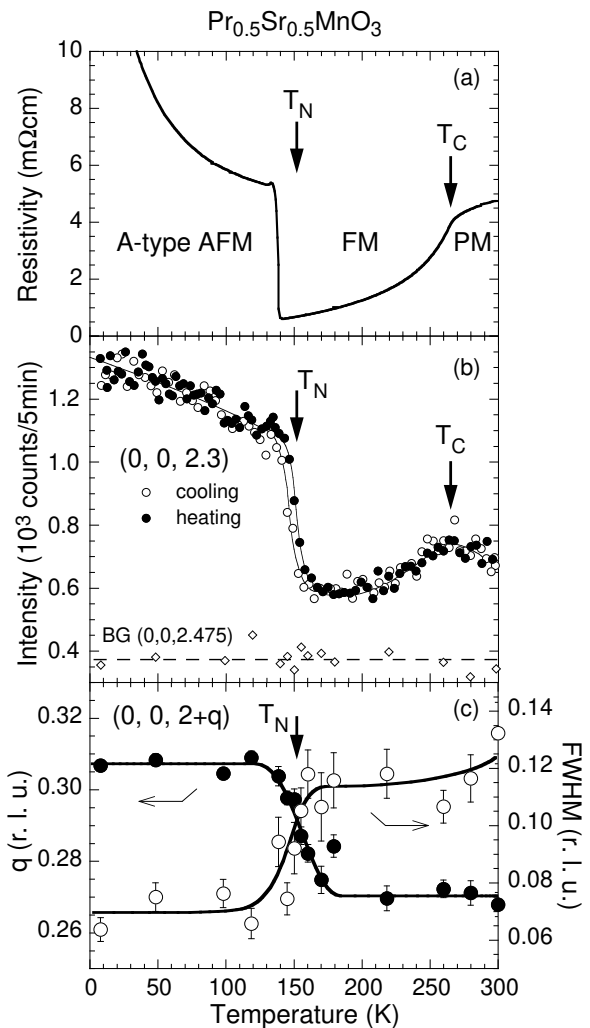 Pr0.5Sr0.5MnO3
10
8
6
4
2
0
Resistivity (mΩcm)
(a)
TN
TC
A-type AFM
FM
PM
1.2
1.0
0.8
0.6
0.4
Intensity (10³ counts/5min)
(b)
TN
TC
(0, 0, 2.3)
cooling
heating
BG (0,0,2.475)
0.32
0.30
0.28
0.26
q (r. l. u.)
(0, 0, 2+q)
TN
(c)
0.14
0.12
0.10
0.08
0.06
FWHM (r. l. u.)
0 50 100 150 200 250 300
Temperature (K)